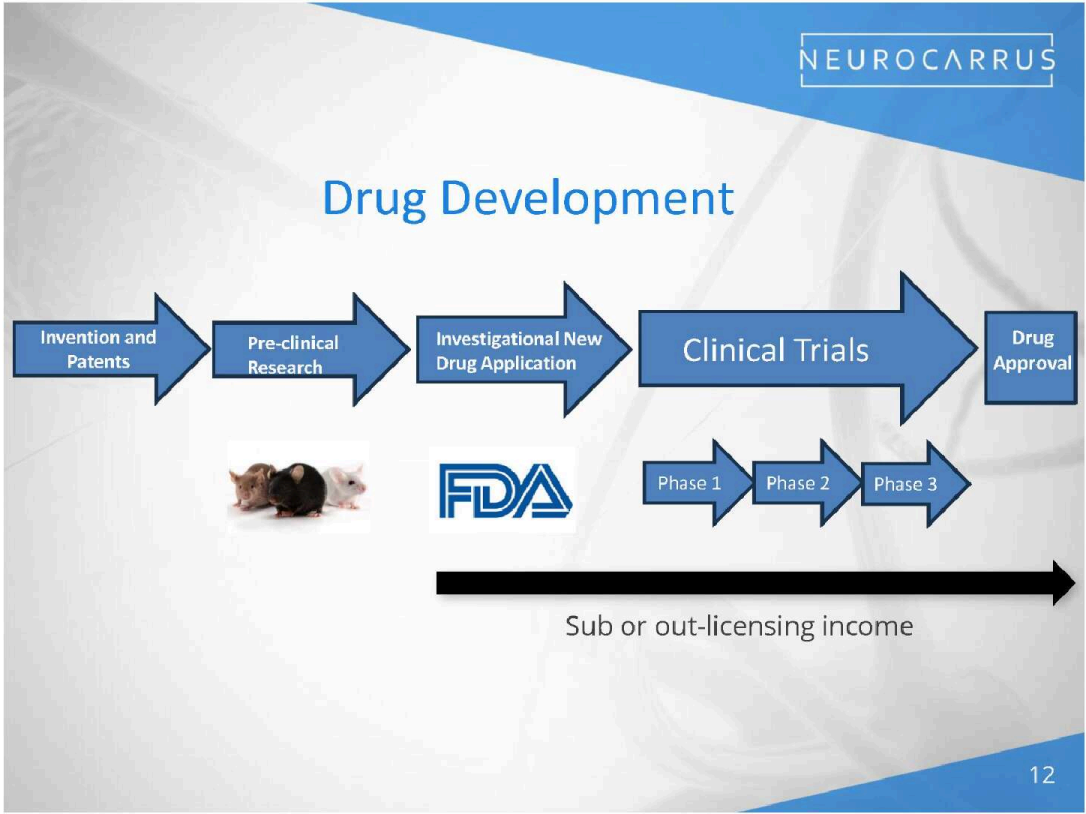 NEUROCARRUS
Drug Development
Invention and
Patents
Pre-clinical
Research
Investigational New
Drug Application
Clinical Trials
Drug
Approval
FDA
Phase 1
Phase 2
Phase 3
Sub or out-licensing income
12